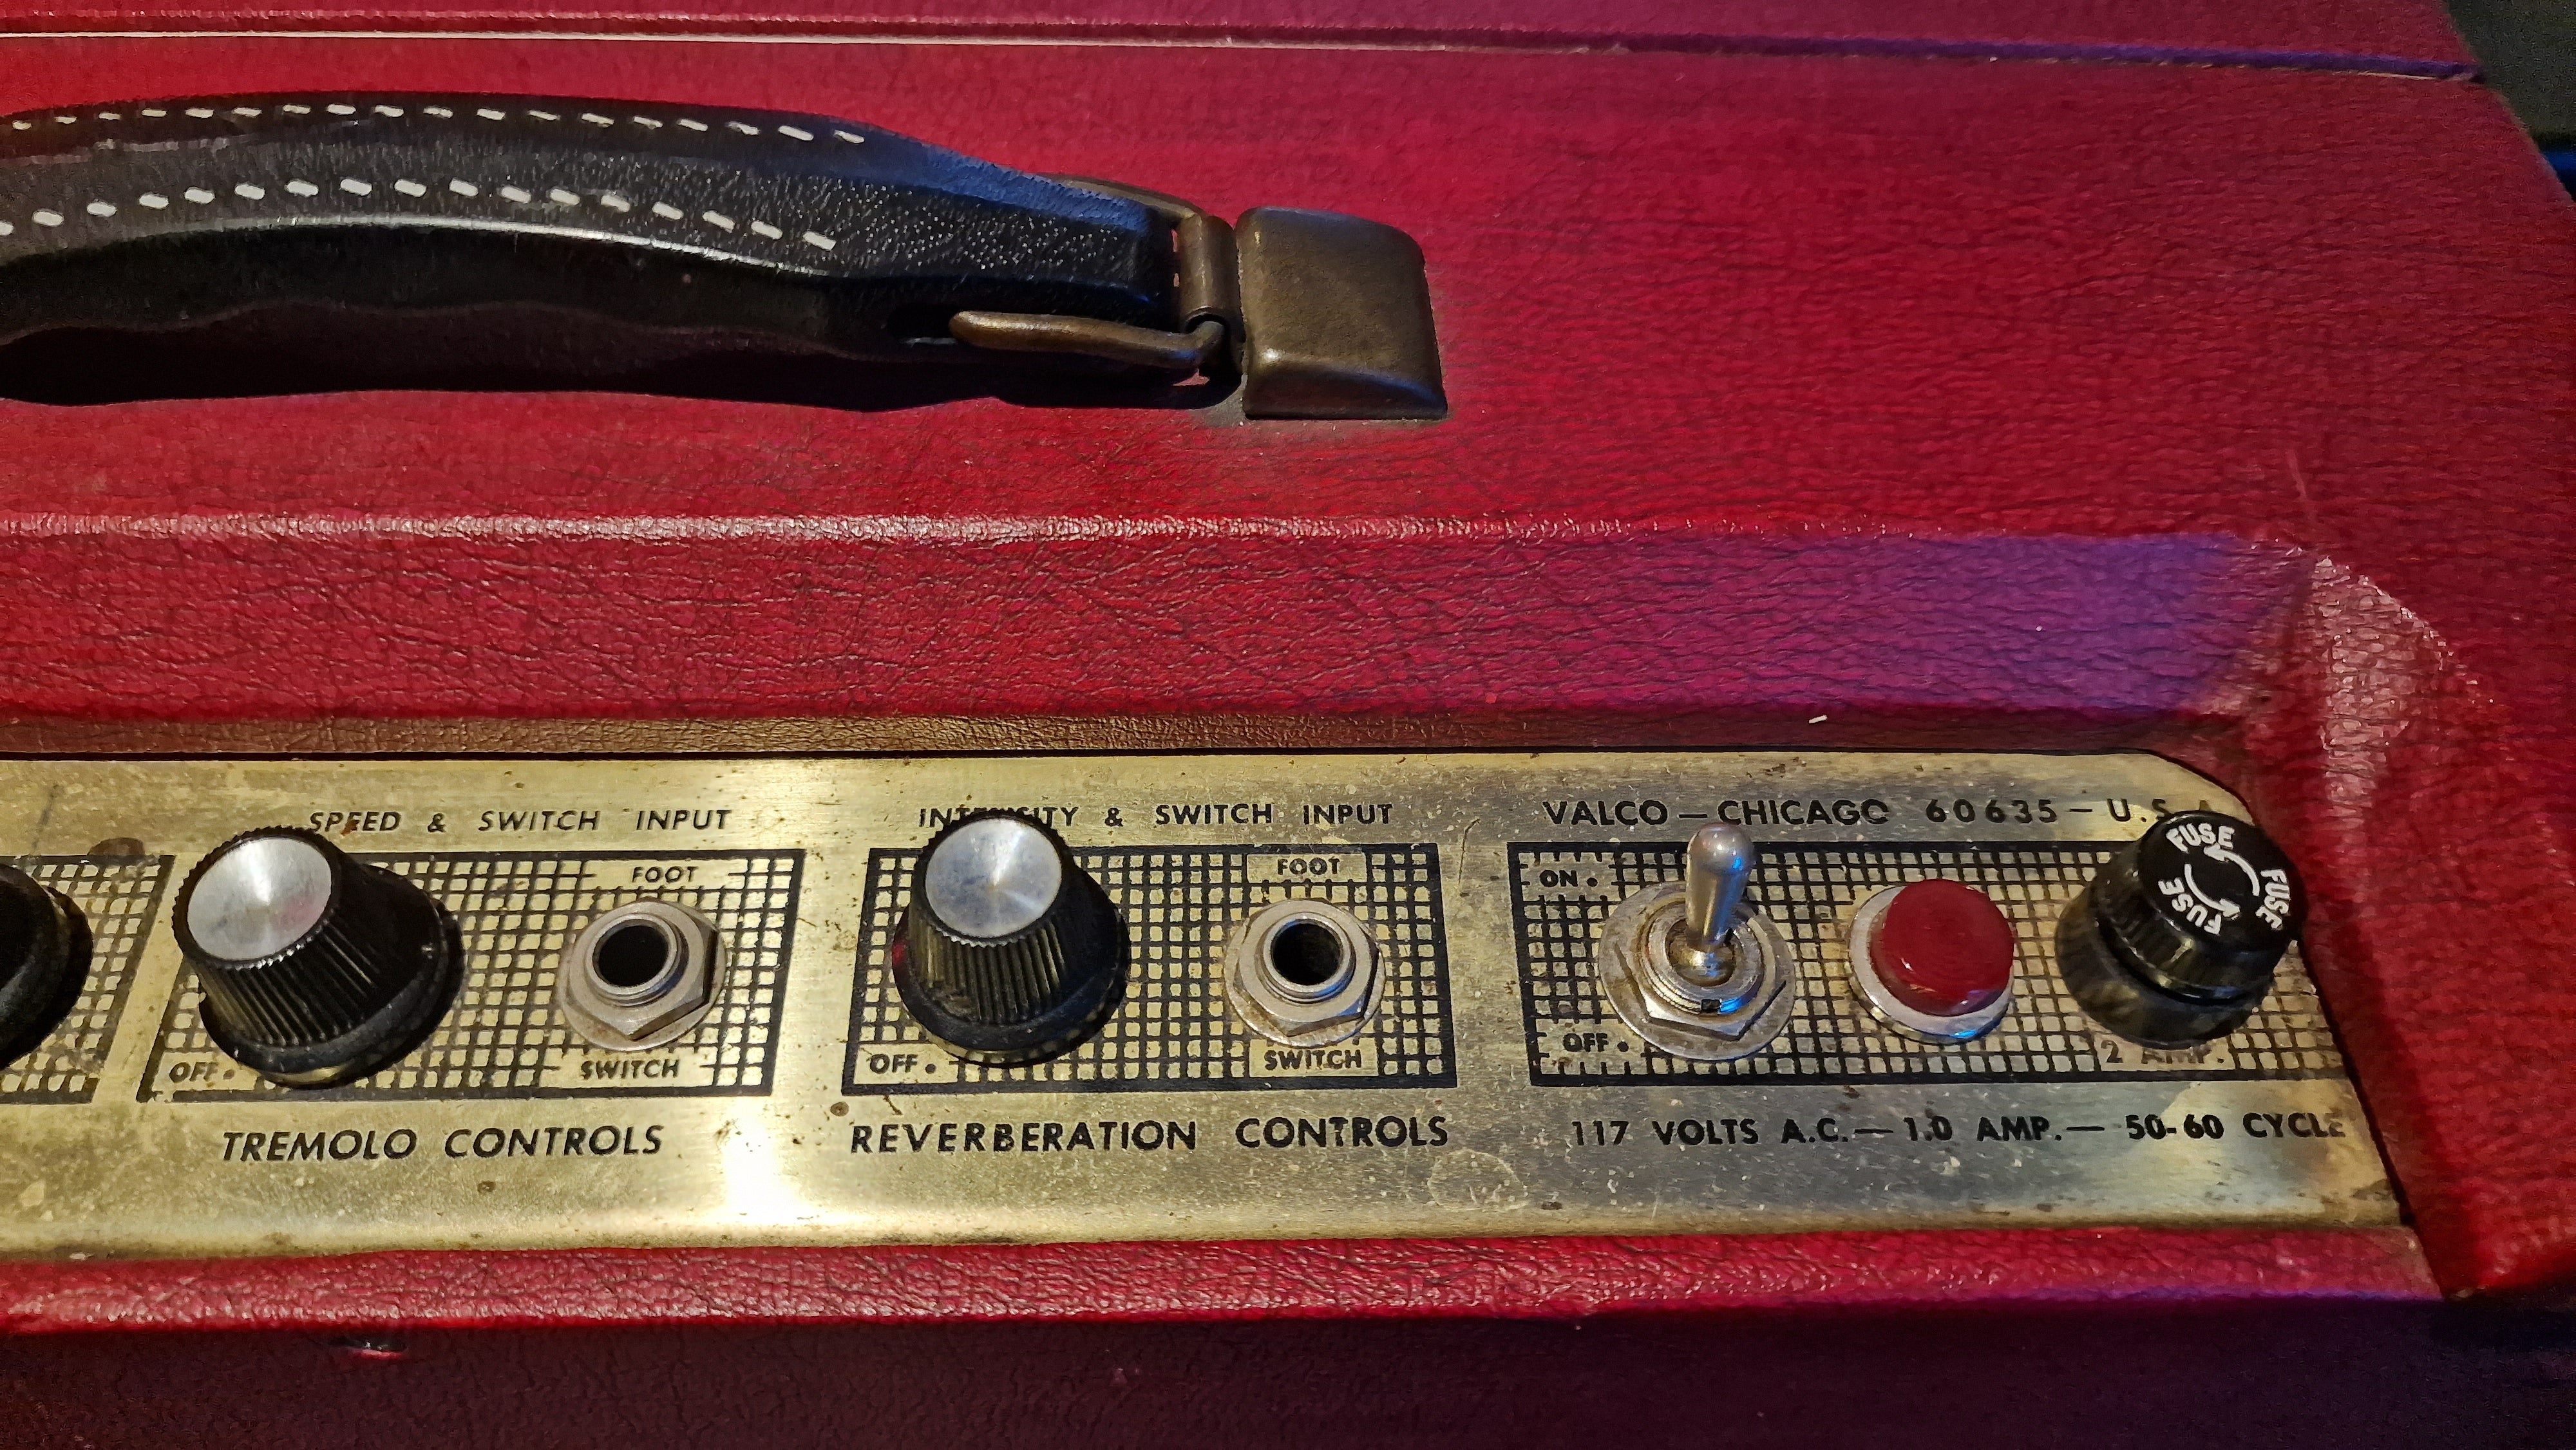 SPEED & SWITCH INPUT
FOOT
OFF.
SWITCH
TREMOLO CONTROLS
INTENSITY & SWITCH INPUT
FOOT
OFF.
SWITCH
REVERBERATION CONTROLS
VALCO — CHICAGO 60635 — U.S.A.
ON.
OFF.
FUSE
FUSE
FUSE
FUSE
2 AMP.
117 VOLTS A.C. — 1.0 AMP. — 50-60 CYCLE